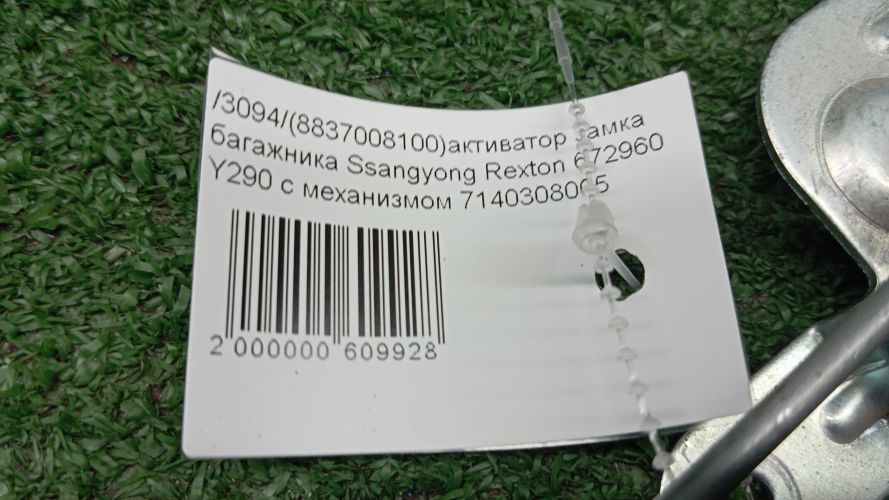 /3094/(8837008100)активатор замка
багажника Ssangyong Rexton 672960
Y290 с механизмом 7140308005
2 000000 609928